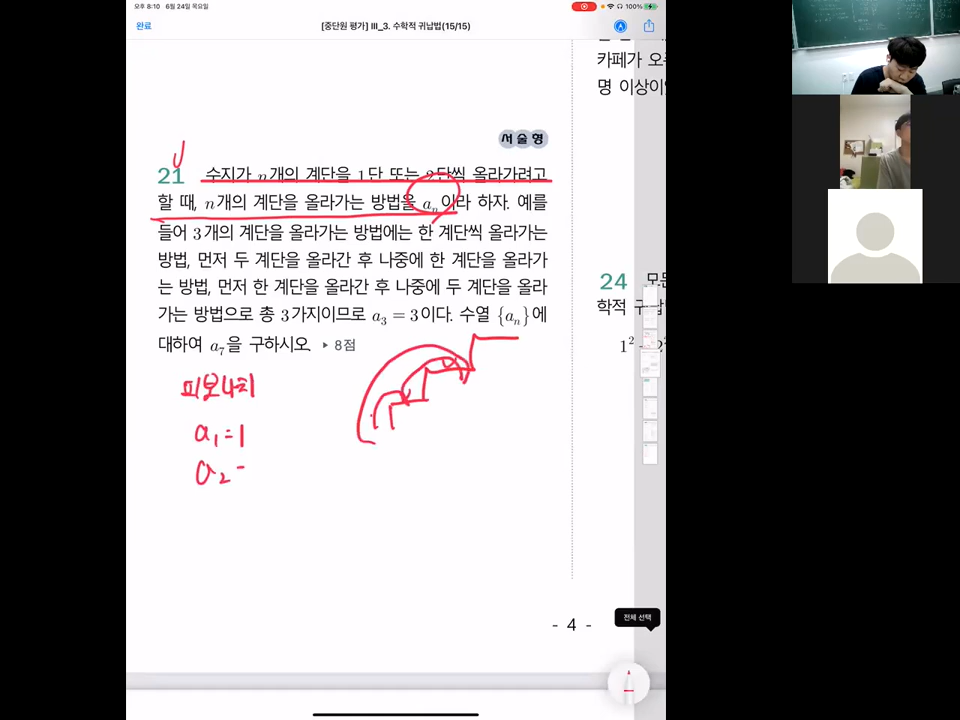 8:10 6월 24일 목요일
100%
완료
[중단원 평가] III_3. 수학적 귀납법(15/15)
카페가 오
명 이상이
서술형
21 수지가 n개의 계단을 1단 또는 2단씩 올라가려고
할 때, n개의 계단을 올라가는 방법을 aₙ이라 하자. 예를
들어 3개의 계단을 올라가는 방법에는 한 계단씩 올라가는
방법, 먼저 두 계단을 올라간 후 나중에 한 계단을 올라가
는 방법, 먼저 한 계단을 올라간 후 나중에 두 계단을 올라
가는 방법으로 총 3가지이므로 a₃ = 3이다. 수열 {aₙ}에
대하여 a₇을 구하시오. ▶ 8점
피보나치
a₁=1
a₂ =
24 모든
학적 귀납
1²
- 4 -
전체 선택